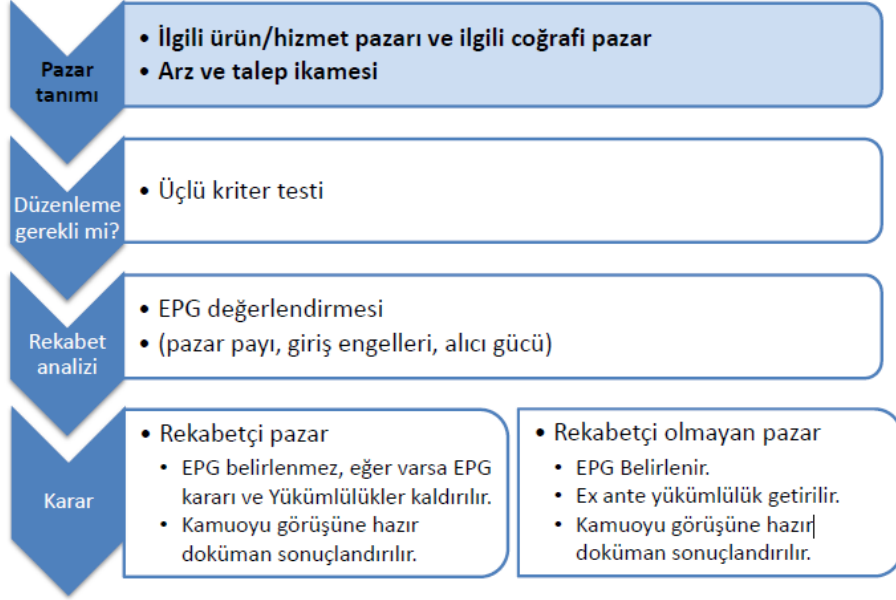 Pazar
tanımı
• İlgili ürün/hizmet pazarı ve ilgili coğrafi pazar
• Arz ve talep ikamesi
Düzenleme
gerekli mi?
• Üçlü kriter testi
Rekabet
analizi
• EPG değerlendirmesi
• (pazar payı, giriş engelleri, alıcı gücü)
Karar
• Rekabetçi pazar
• EPG belirlenmez, eğer varsa EPG
kararı ve Yükümlülükler kaldırılır.
• Kamuoyu görüşüne hazır
doküman sonuçlandırılır.
• Rekabetçi olmayan pazar
• EPG Belirlenir.
• Ex ante yükümlülük getirilir.
• Kamuoyu görüşüne hazır
doküman sonuçlandırılır.